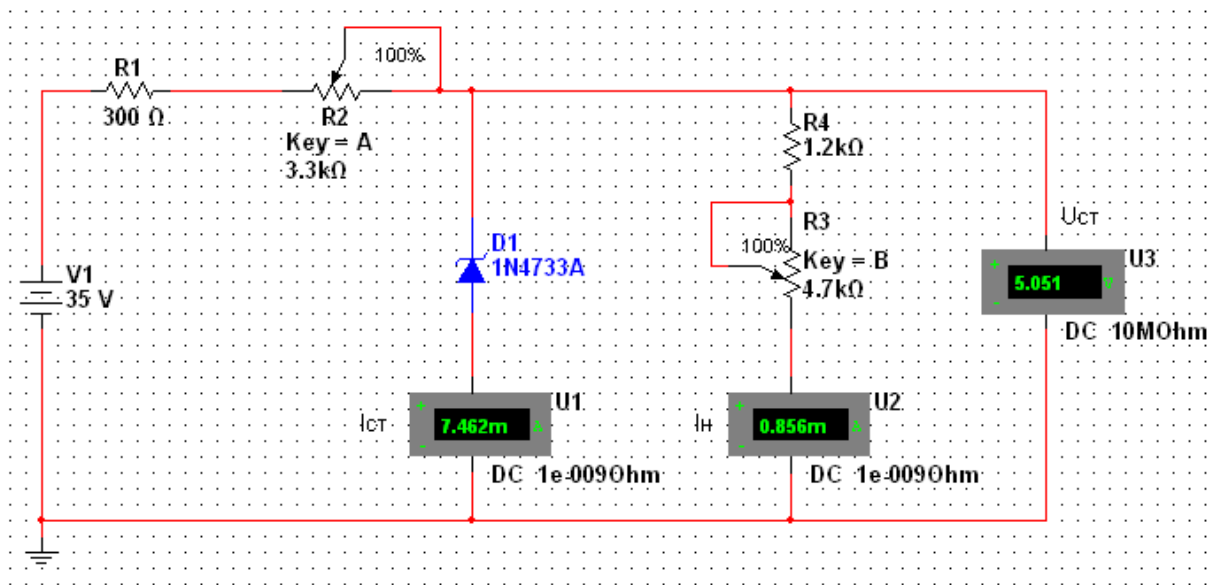 100%
R1
300 Ω
R2
Key = A
3.3kΩ
R4
1.2kΩ
R3
100%
Key = B
4.7kΩ
Uст
U3
+
5.051
V
-
DC 10MOhm
D1
1N4733A
V1
35 V
U1
Iст
+
7.462m
A
-
DC 1e-009Ohm
U2
Iн
+
0.856m
A
-
DC 1e-009Ohm